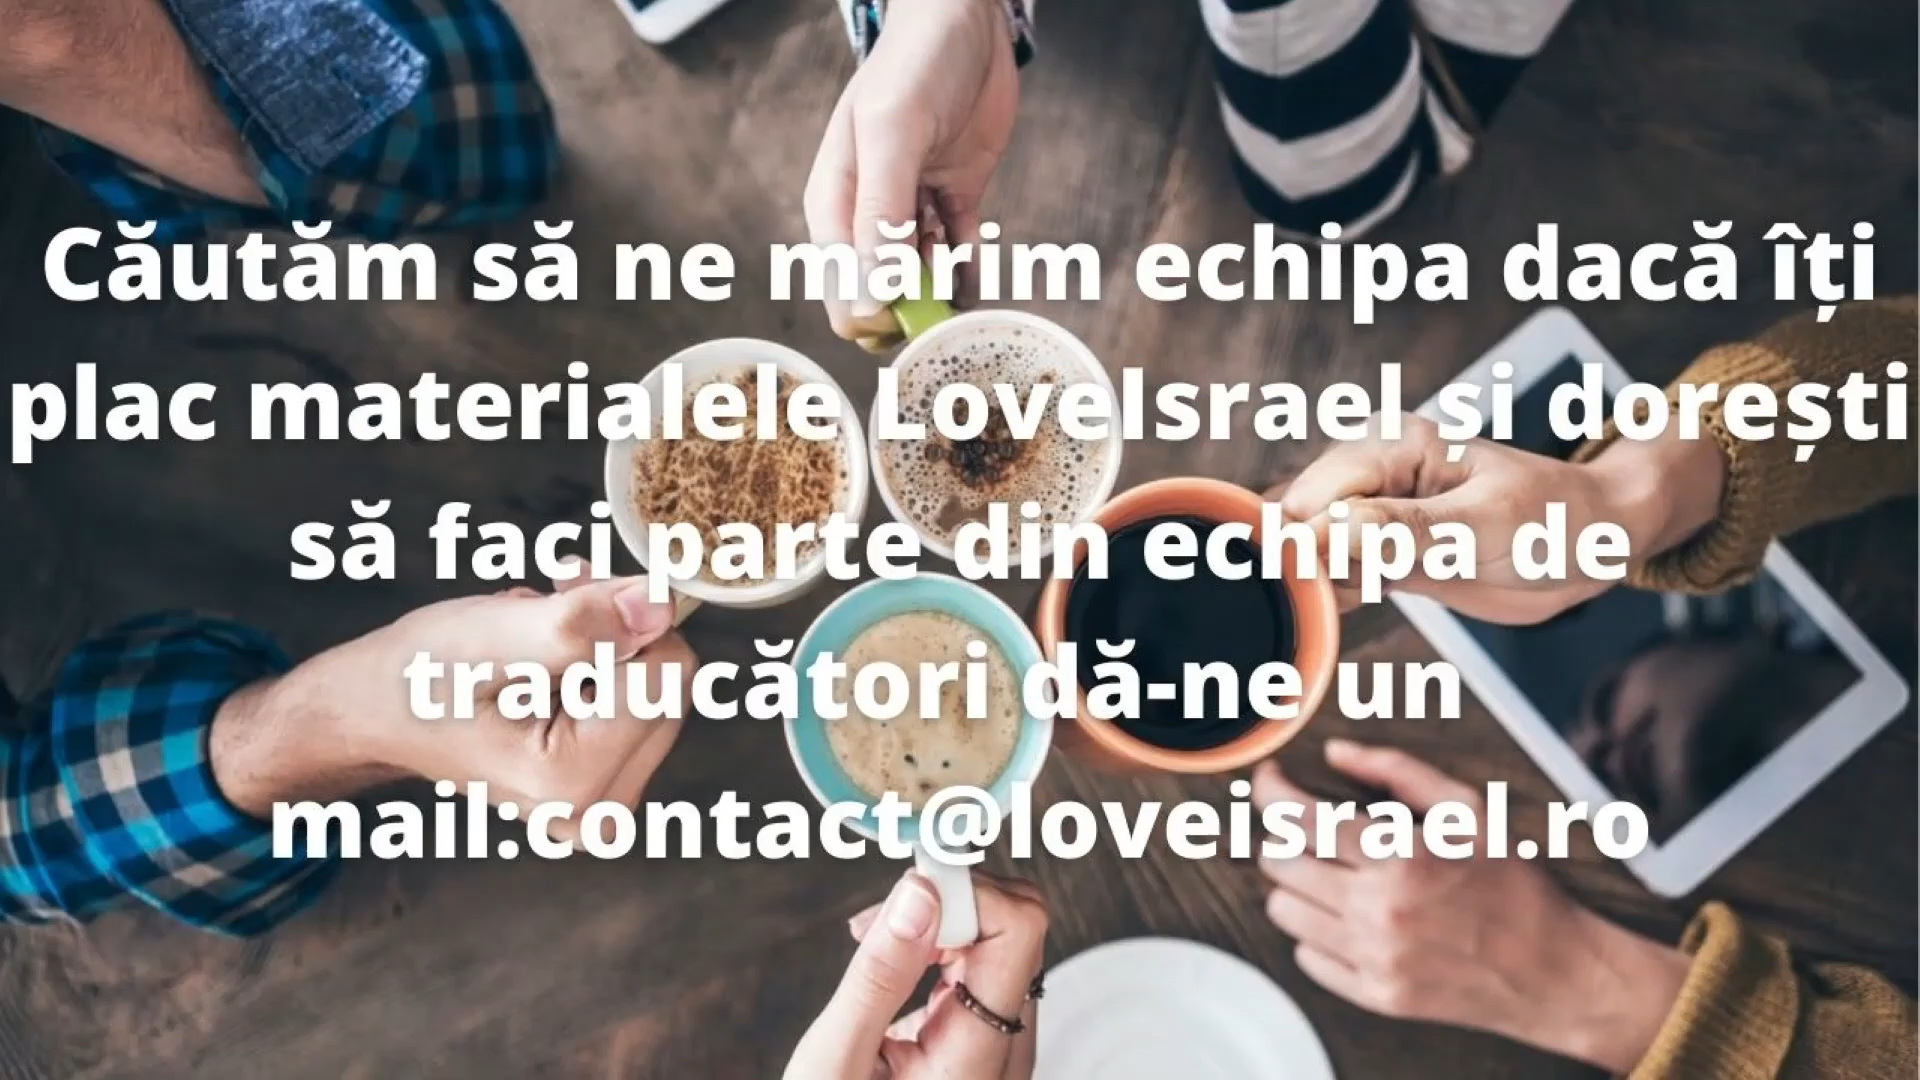 Căutăm să ne mărim echipa dacă îți
plac materialele LoveIsrael și dorești
să faci parte din echipa de
traducători dă-ne un
mail:contact@loveisrael.ro